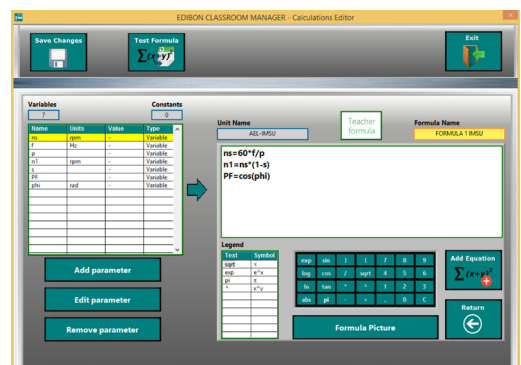 EDIBON CLASSROOM MANAGER - Calculations Editor
Save Changes
Test Formula
Σ(x+y)²
Exit
Variables Constants
7 0
Name Units Value Type
ns rpm - Variable
f Hz - Variable
p - Variable
n1 rpm - Variable
s - Variable
PF - Variable
phi rad - Variable
Add parameter
Edit parameter
Remove parameter
Unit Name
AEL-IMSU
Teacher
formula
Formula Name
FORMULA 1 IMSU
ns=60*f/p
n1=ns*(1-s)
PF=cos(phi)
Legend
Text Symbol
sqrt √
exp e^x
pi π
^ x^y
exp sin ) ( 7 8 9
log cos / sqrt 4 5 6
ln tan * ^ 1 2 3
abs pi - + . 0 C
Formula Picture
Add Equation
Σ(x+y)²
Return